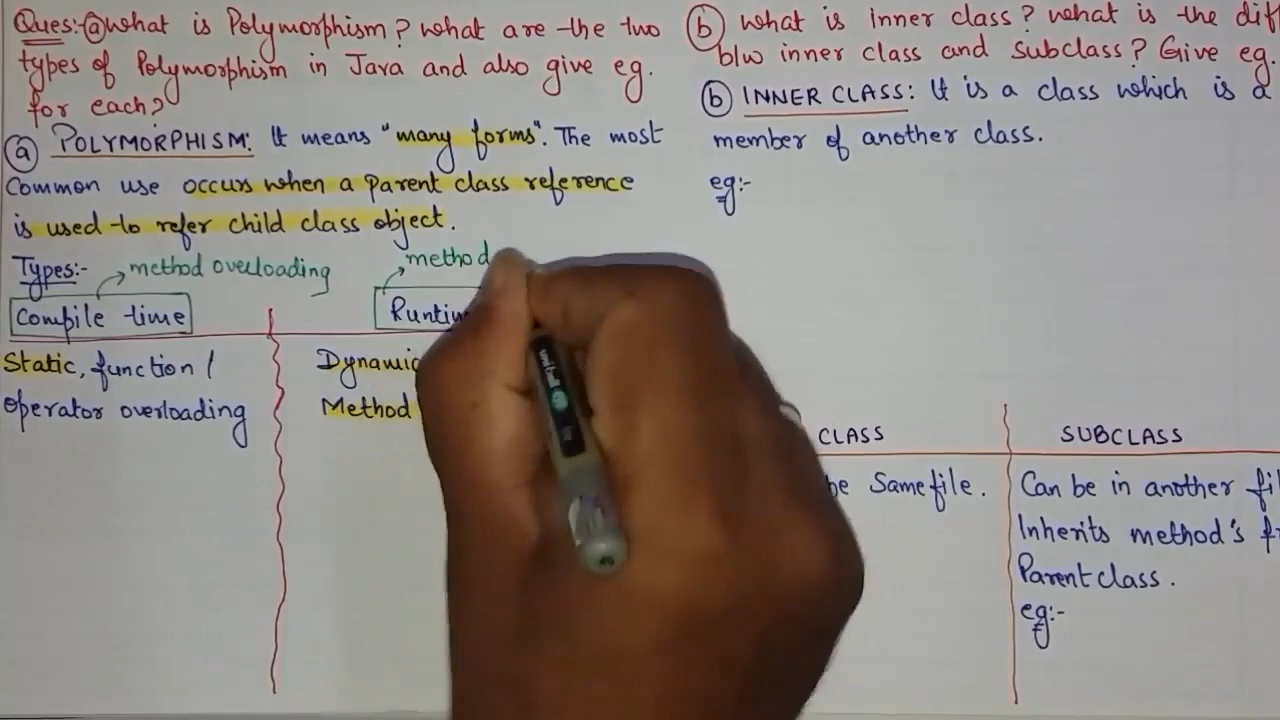 Ques:-ⓐ What is Polymorphism? What are the two
types of Polymorphism in Java and also give eg.
for each?
ⓐ POLYMORPHISM: It means "many forms". The most
common use occurs when a parent class reference
is used to refer child class object.
Types:-
method overloading
method
Compile time
Static, function /
operator overloading
Dynamic
Method
ⓑ What is Inner class? What is the
b/w inner class and subclass? Give eg.
ⓑ INNER CLASS: It is a class which is a
member of another class.
eg:-
CLASS
SUBCLASS
be Same file.
Can be in another
Inherits method's
Parent class.
eg:-